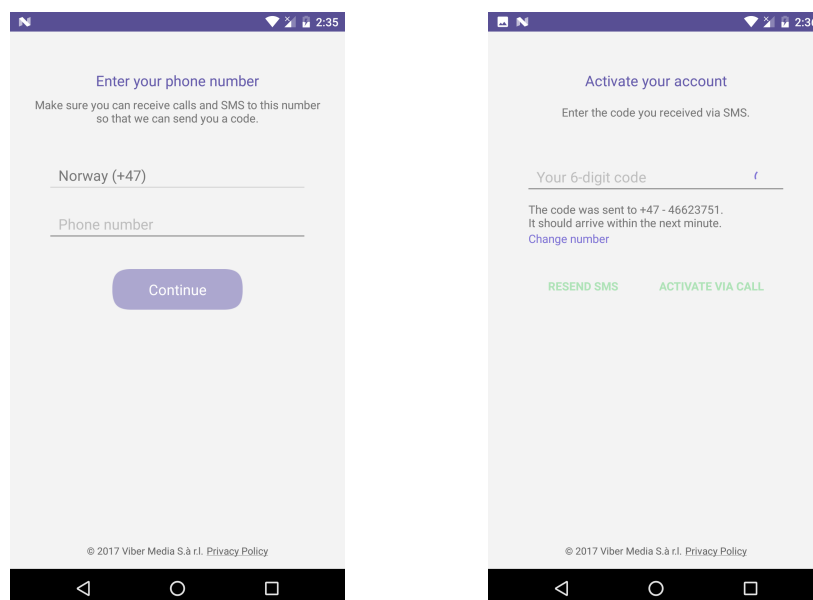 2:35
Enter your phone number
Make sure you can receive calls and SMS to this number
so that we can send you a code.
Norway (+47)
Phone number
Continue
© 2017 Viber Media S.à r.l. Privacy Policy
Activate your account
Enter the code you received via SMS.
Your 6-digit code
The code was sent to +47 - 46623751.
It should arrive within the next minute.
Change number
RESEND SMS ACTIVATE VIA CALL
© 2017 Viber Media S.à r.l. Privacy Policy